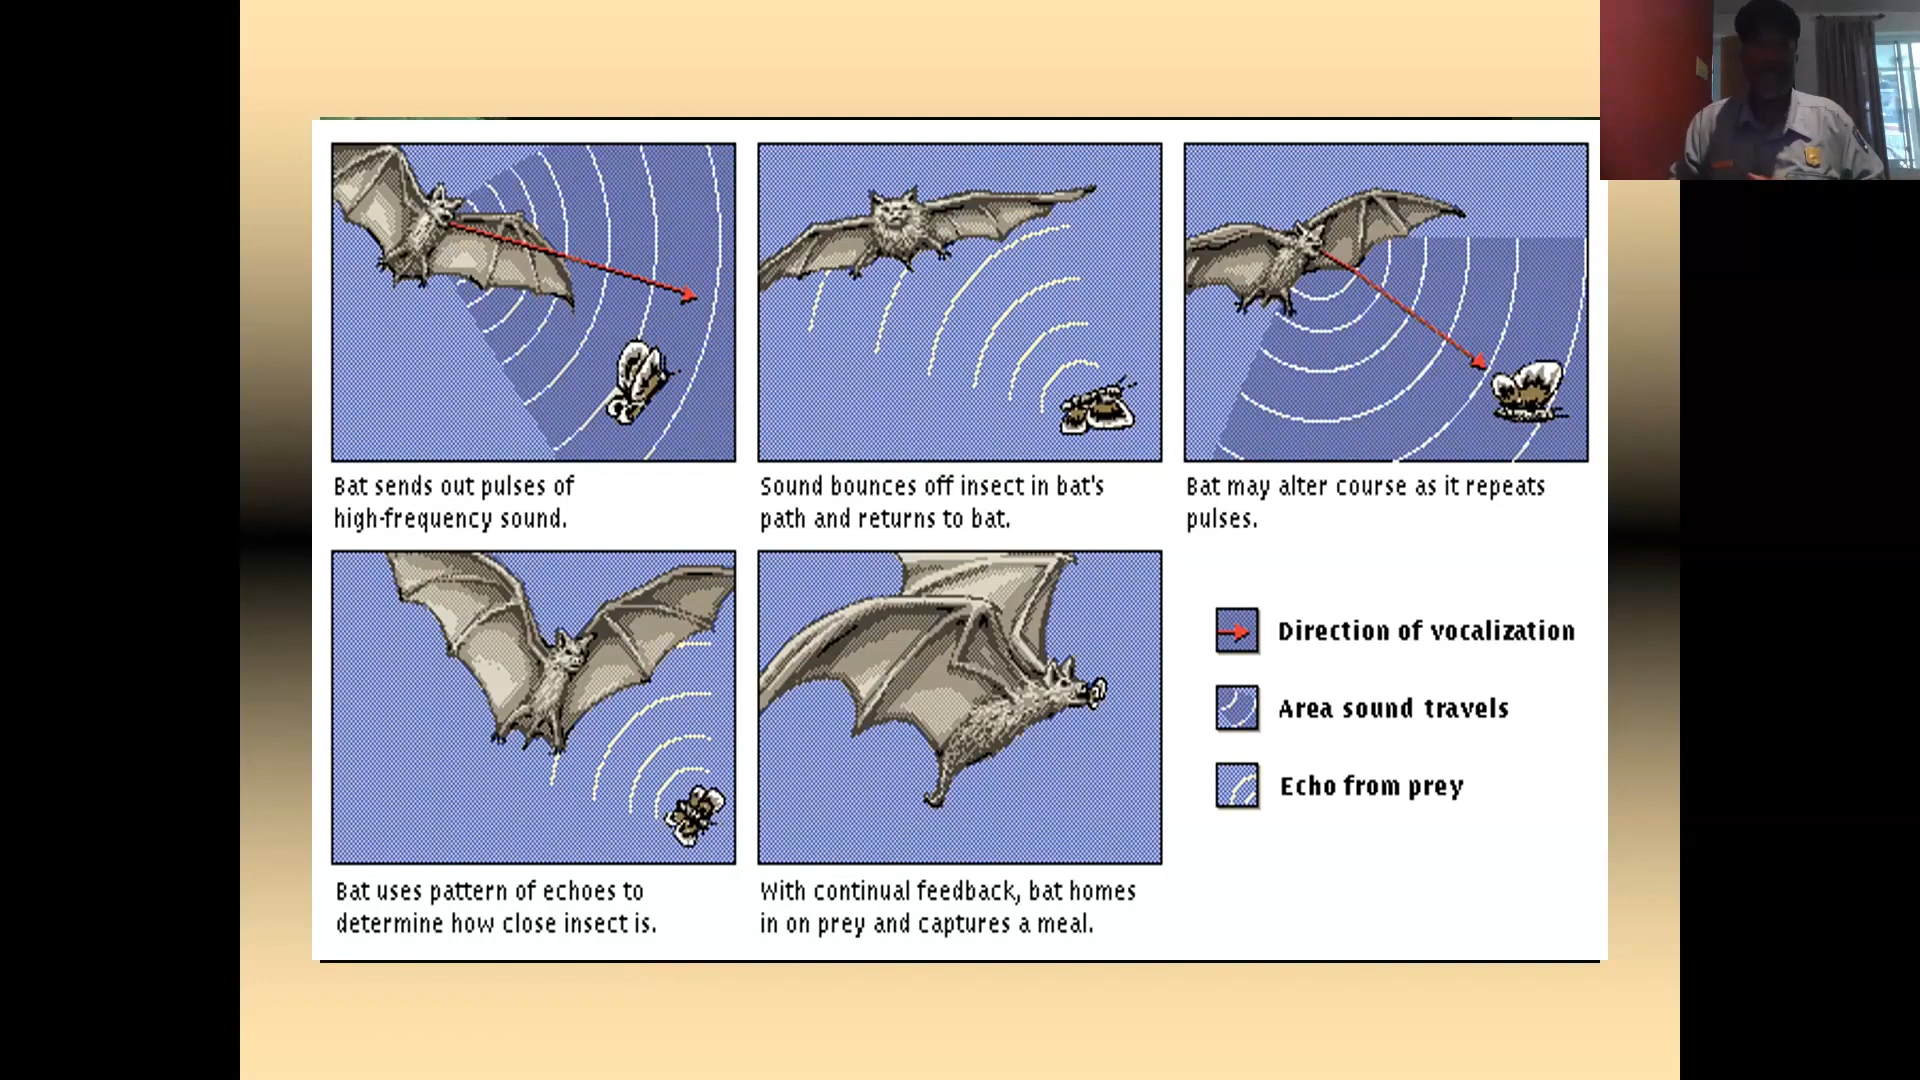 Bat sends out pulses of
high-frequency sound.
Sound bounces off insect in bat's
path and returns to bat.
Bat may alter course as it repeats
pulses.
Bat uses pattern of echoes to
determine how close insect is.
With continual feedback, bat homes
in on prey and captures a meal.
Direction of vocalization
Area sound travels
Echo from prey